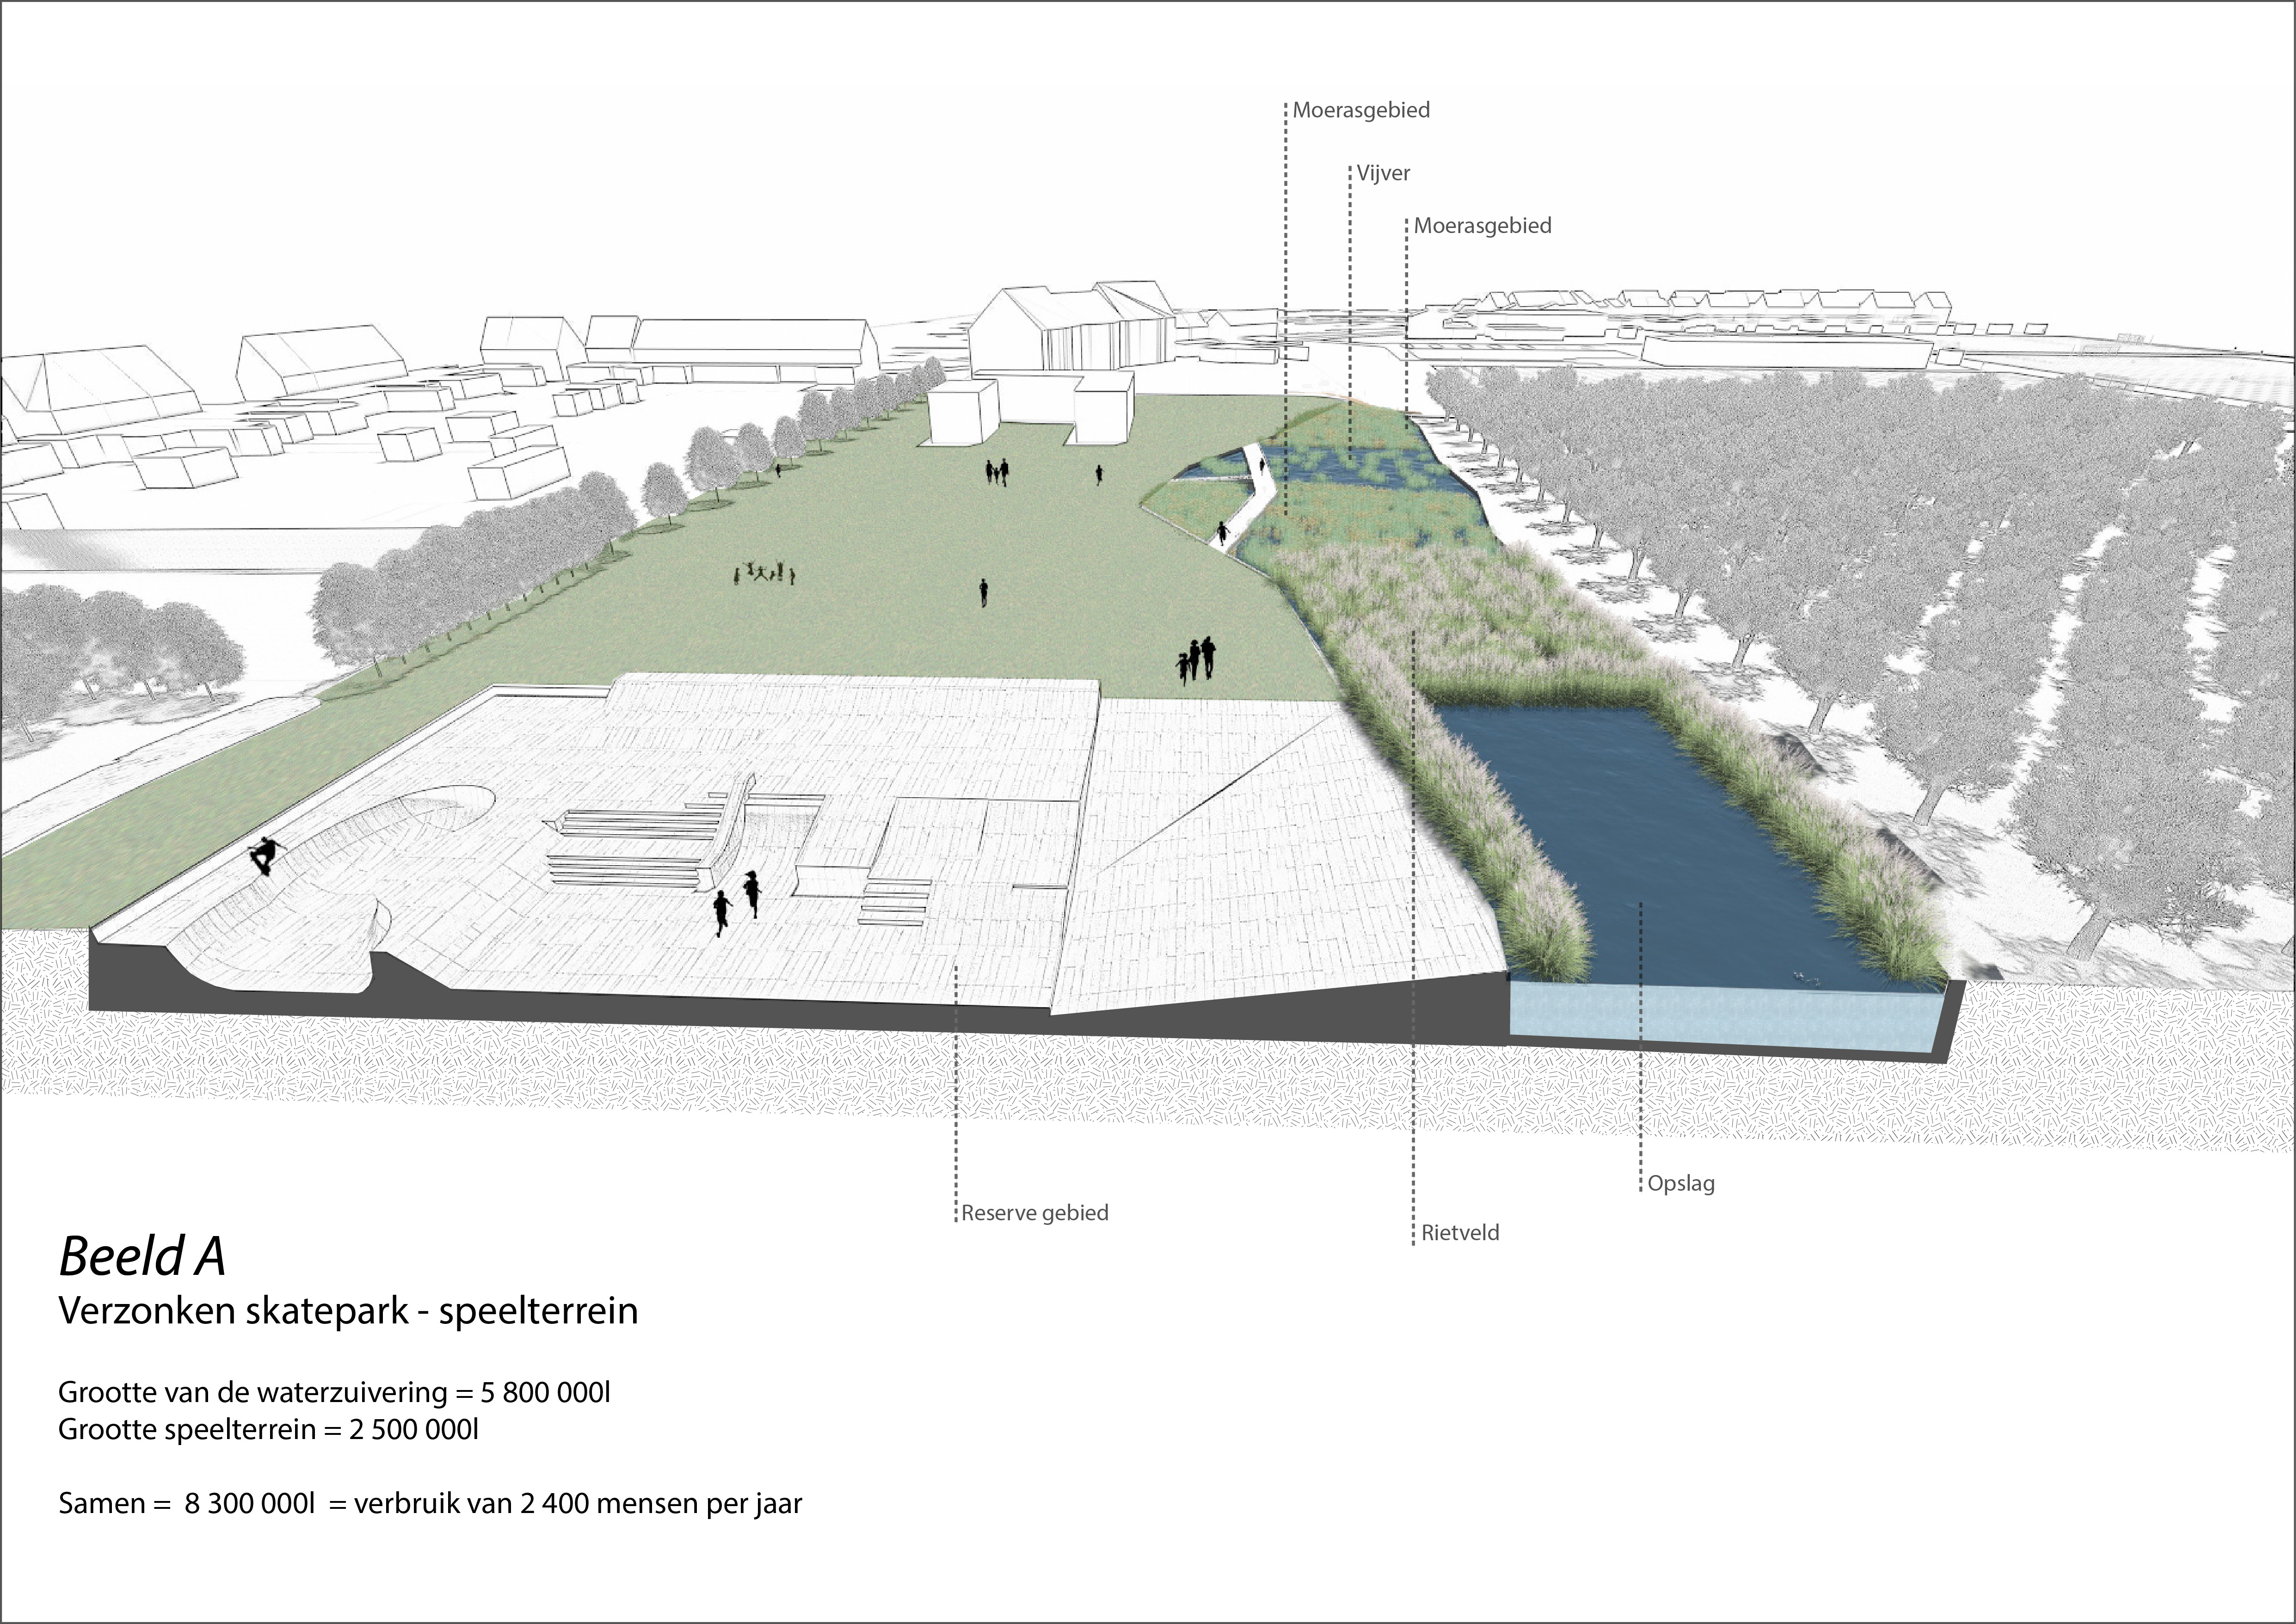 Moerasgebied
Vijver
Moerasgebied
Opslag
Reserve gebied
Rietveld
Beeld A
Verzonken skatepark - speelterrein
Grootte van de waterzuivering = 5 800 000l
Grootte speelterrein = 2 500 000l
Samen =  8 300 000l  = verbruik van 2 400 mensen per jaar